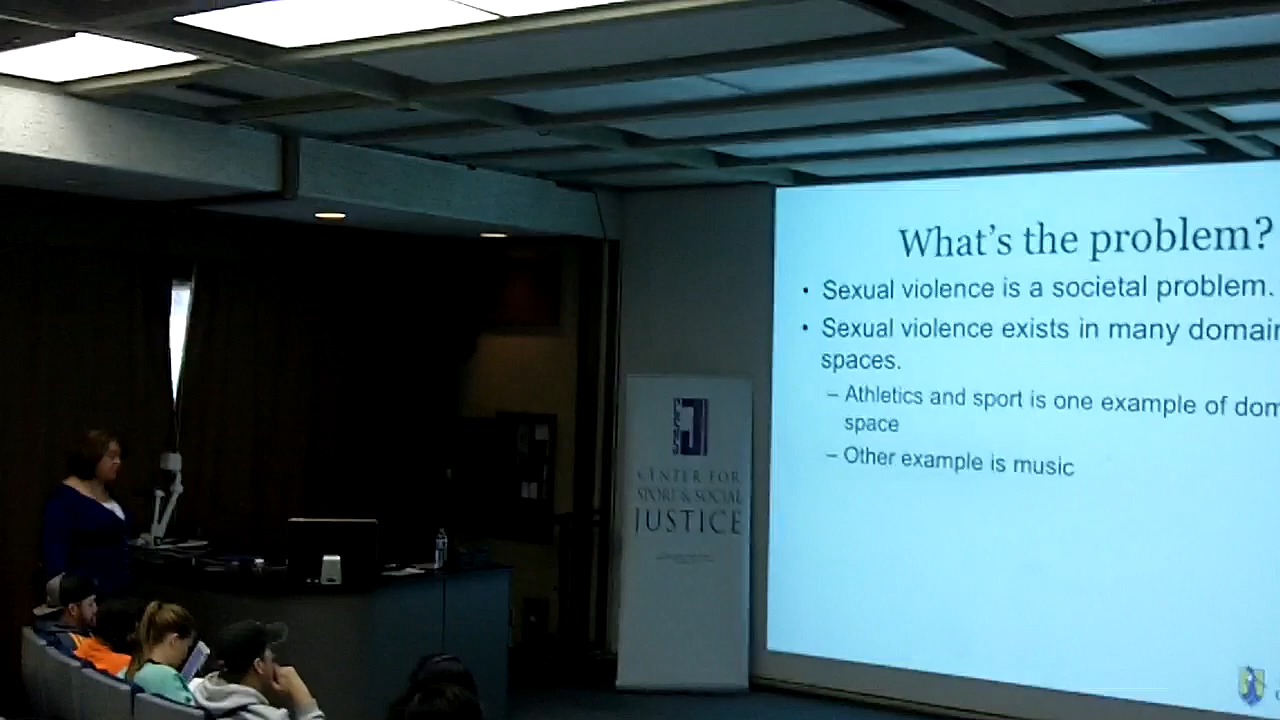 What's the problem?
• Sexual violence is a societal problem.
• Sexual violence exists in many domain
spaces.
– Athletics and sport is one example of dom
space
– Other example is music
CENTER FOR
SPORT & SOCIAL
JUSTICE